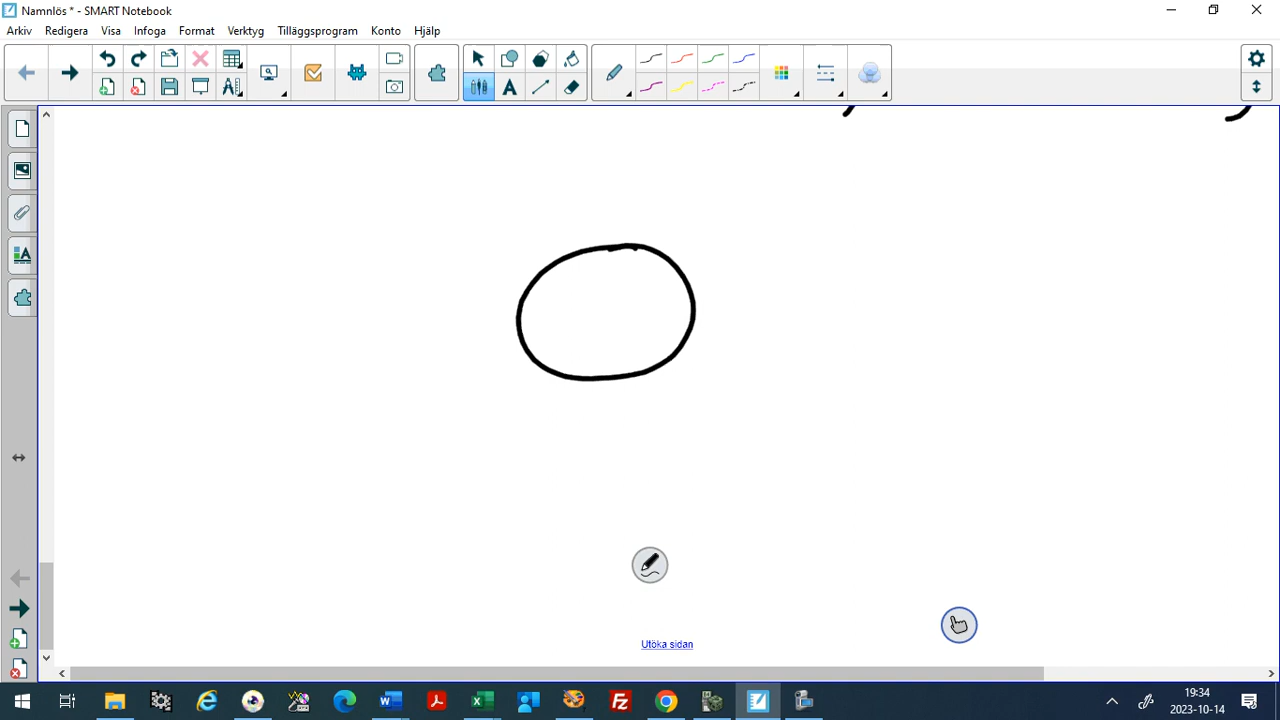 Namnlös * - SMART Notebook
Arkiv Redigera Visa Infoga Format Verktyg Tilläggsprogram Konto Hjälp
Utöka sidan
19:34
2023-10-14